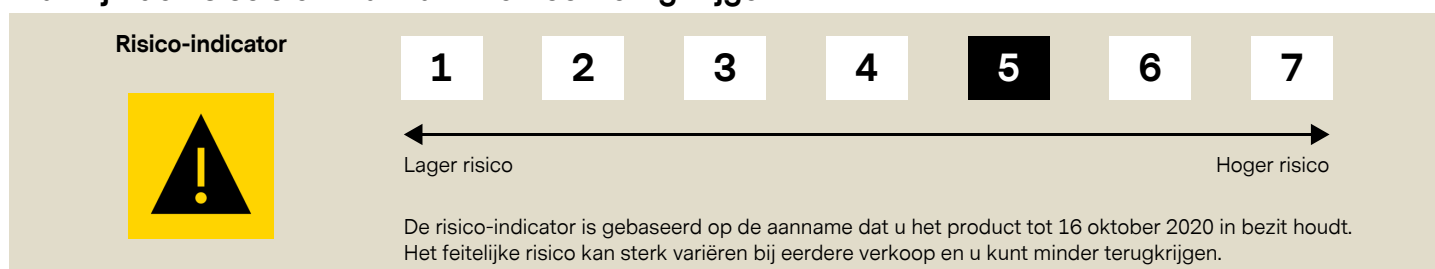 Risico-indicator
1 2 3 4 5 6 7
Lager risico Hoger risico
De risico-indicator is gebaseerd op de aanname dat u het product tot 16 oktober 2020 in bezit houdt.
Het feitelijke risico kan sterk variëren bij eerdere verkoop en u kunt minder terugkrijgen.